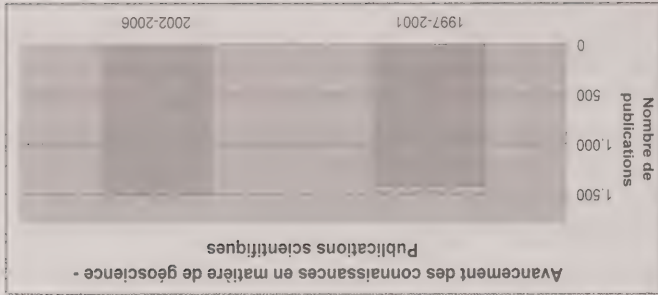 Avancement des connaissances en matière de géoscience -
Publications scientifiques
Nombre de
publications
1.500
1.000
500
0
1997-2001
2002-2006